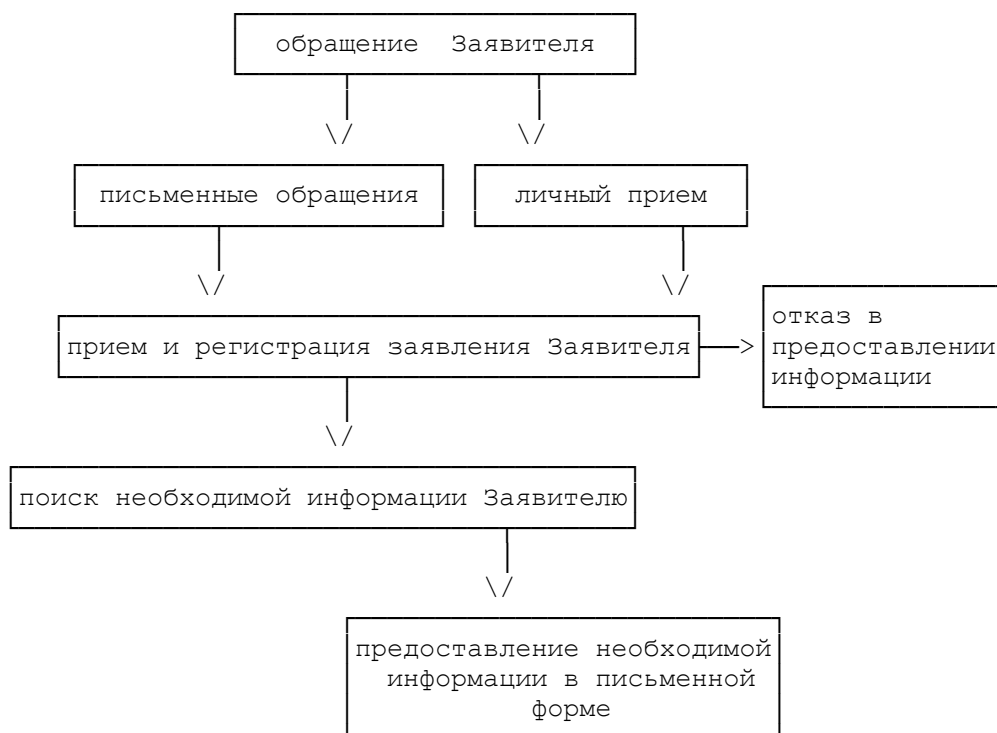 обращение Заявителя
письменные обращения
личный прием
прием и регистрация заявления Заявителя
отказ в
предоставлении
информации
поиск необходимой информации Заявителю
предоставление необходимой
информации в письменной
форме